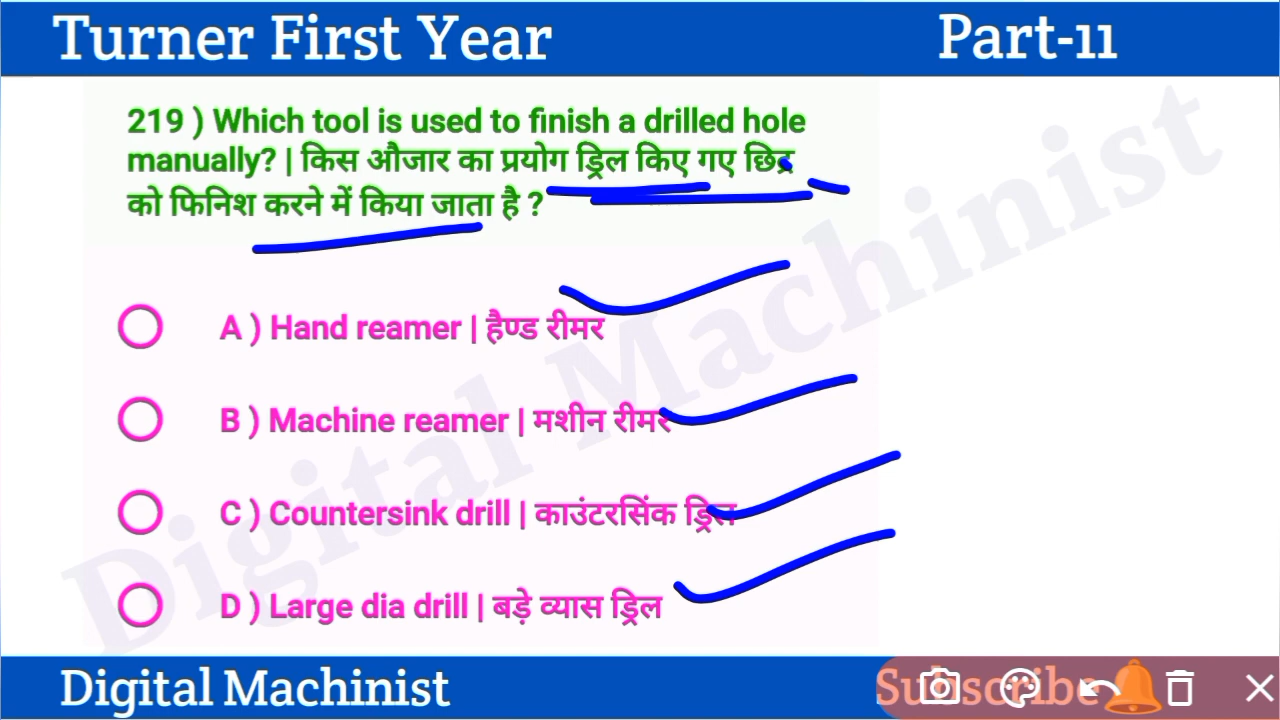 Turner First Year
Part-11
219 ) Which tool is used to finish a drilled hole
manually? | किस औजार का प्रयोग ड्रिल किए गए छिद्र
को फिनिश करने में किया जाता है ?
A ) Hand reamer | हैण्ड रीमर
B ) Machine reamer | मशीन रीमर
C ) Countersink drill | काउंटरसिंक ड्रिल
D ) Large dia drill | बड़े व्यास ड्रिल
Digital Machinist
Digital Machinist
Subscribe